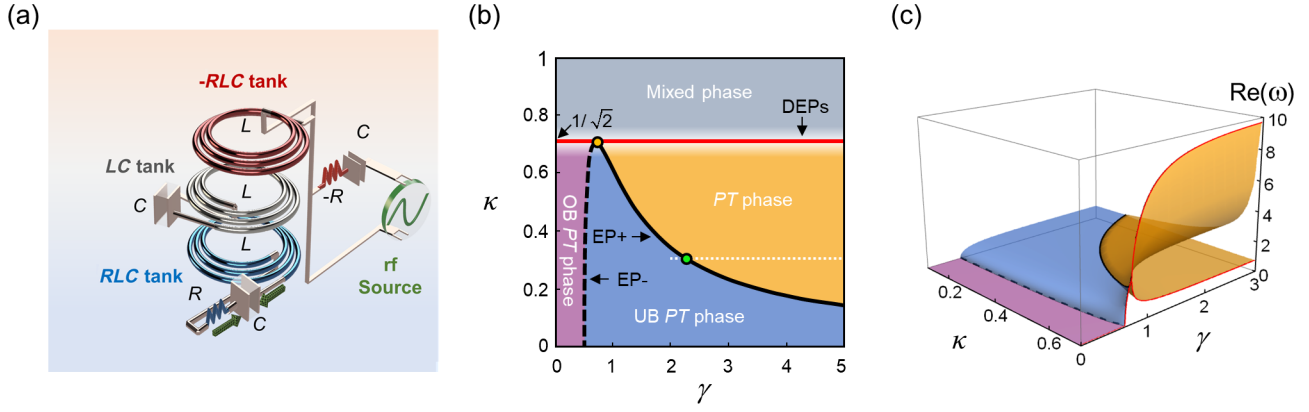 (a)
-RLC tank
L
C
LC tank
L
-R
C
L
RLC tank
rf
Source
R
C
(b)
1
Mixed phase
DEPs
0.8
1/√2
0.6
PT phase
κ
OB PT phase
0.4
EP+
EP-
0.2
UB PT phase
0
0 1 2 3 4 5
γ
(c)
Re(ω)
10
8
6
4
2
0
0.2
0.4
0.6
κ
0
1
2
3
γ